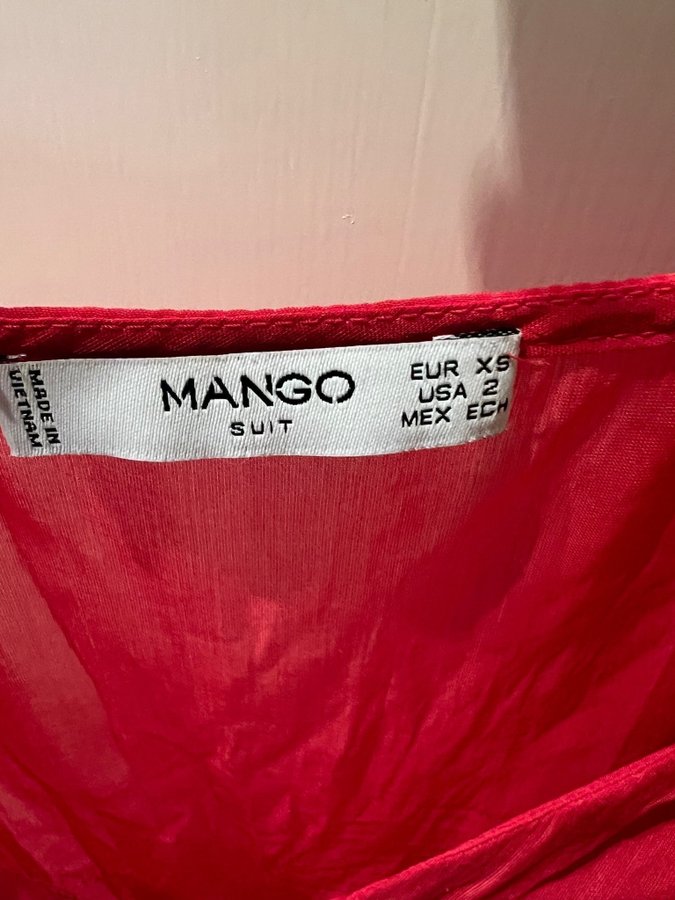 MADE IN
VIETNAM
MANGO
SUIT
EUR XS
USA 2
MEX ECH